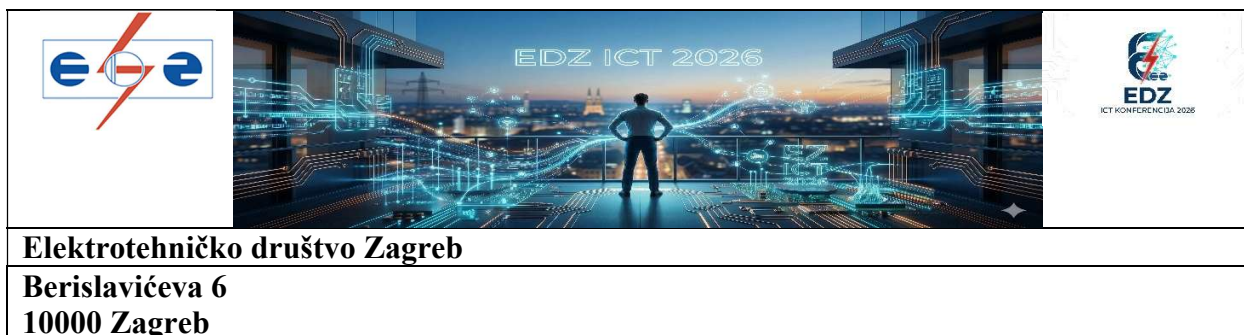 EDZ ICT 2026
EDZ
ICT KONFERENCIJA 2026
Elektrotehničko društvo Zagreb
Berislavićeva 6
10000 Zagreb